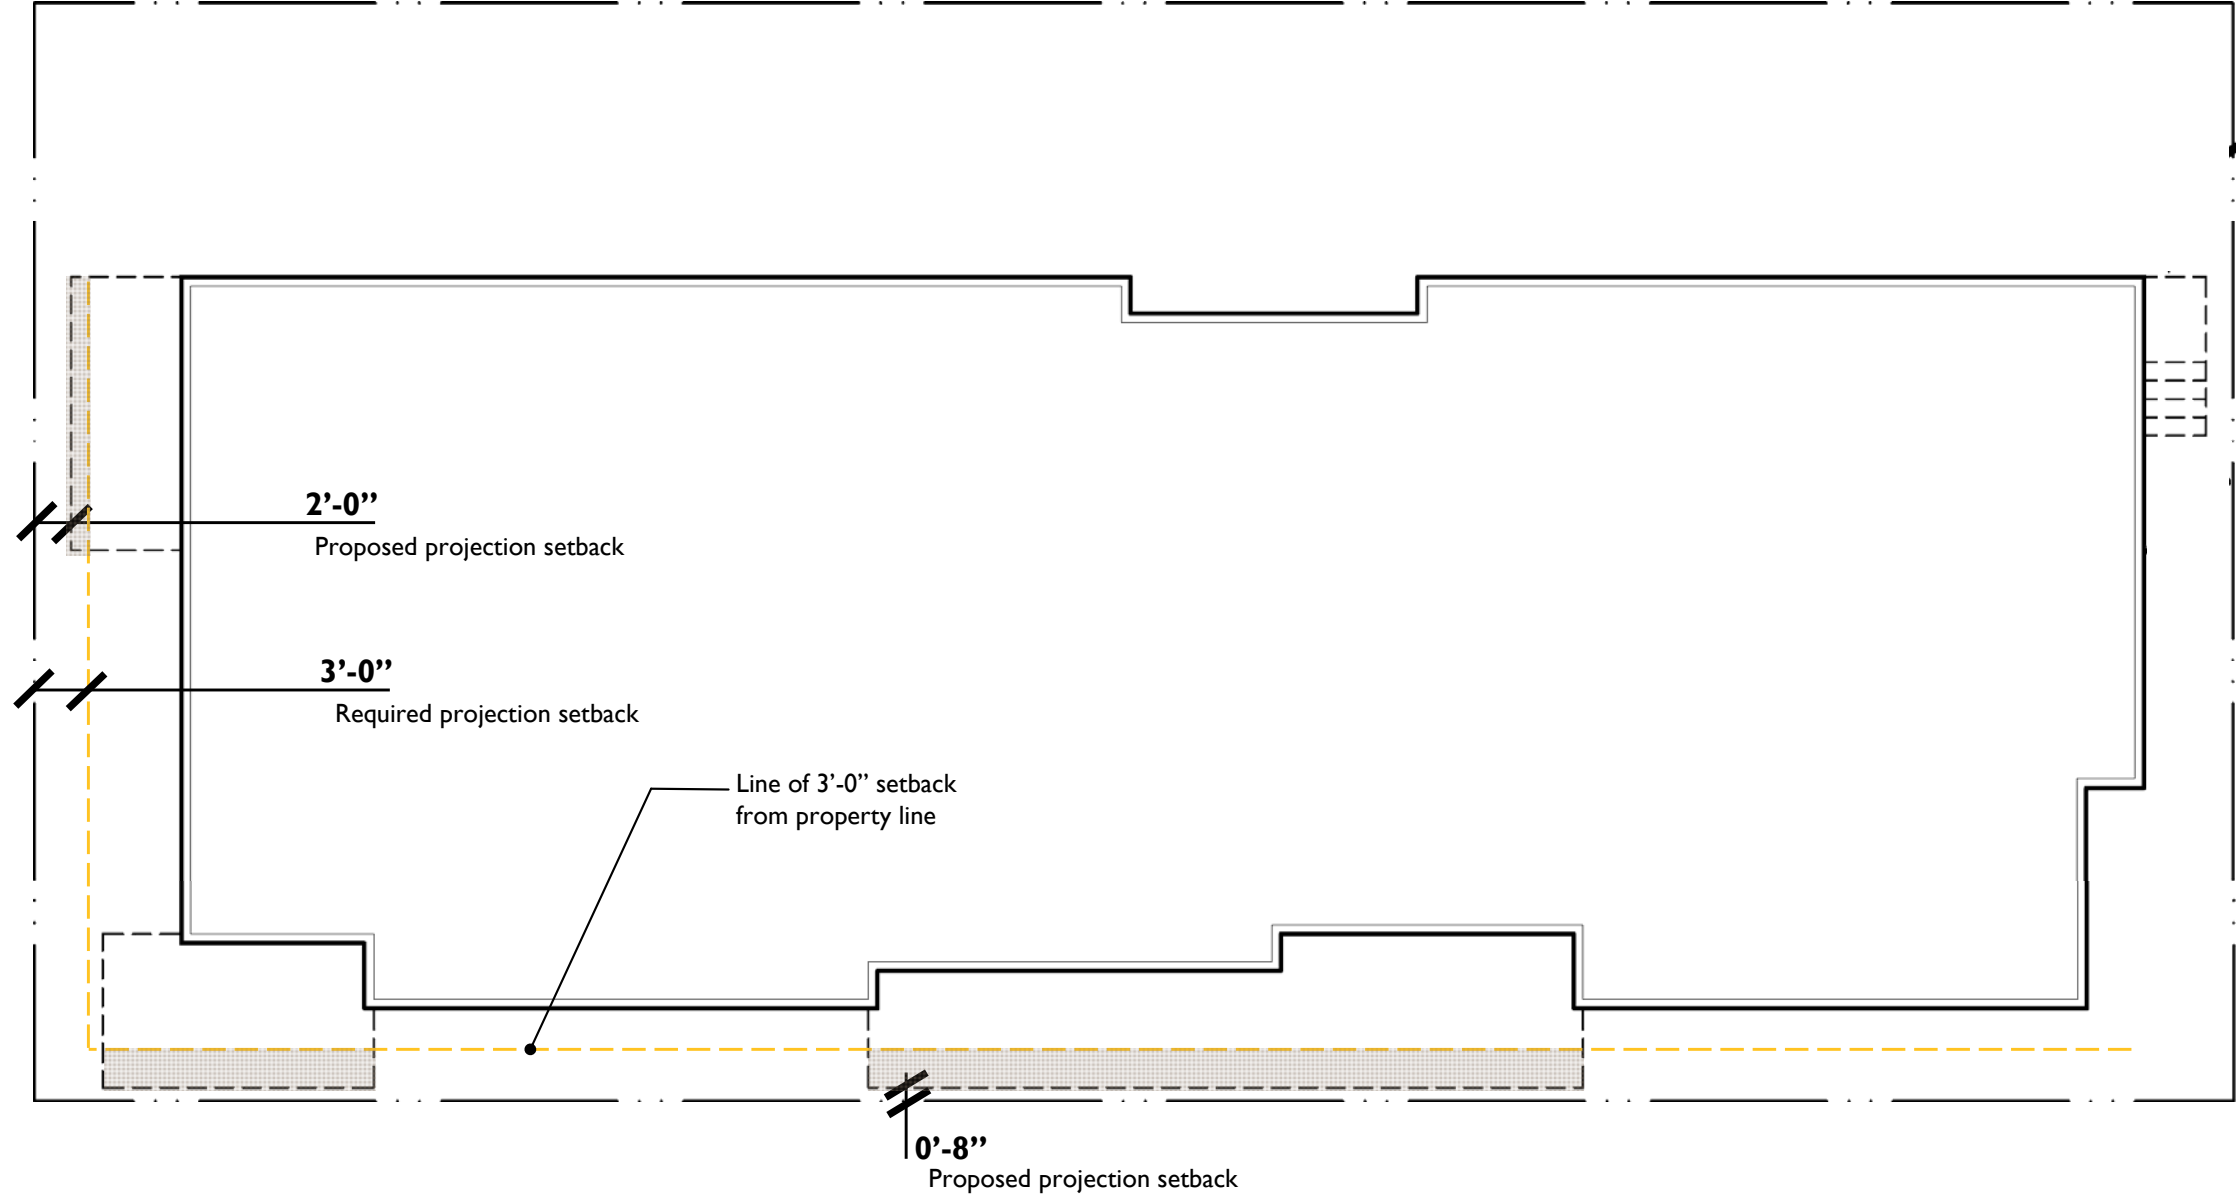 2’-0’’
Proposed projection setback
3’-0’’
Required projection setback
Line of 3’-0’’ setback
from property line
0’-8’’
Proposed projection setback